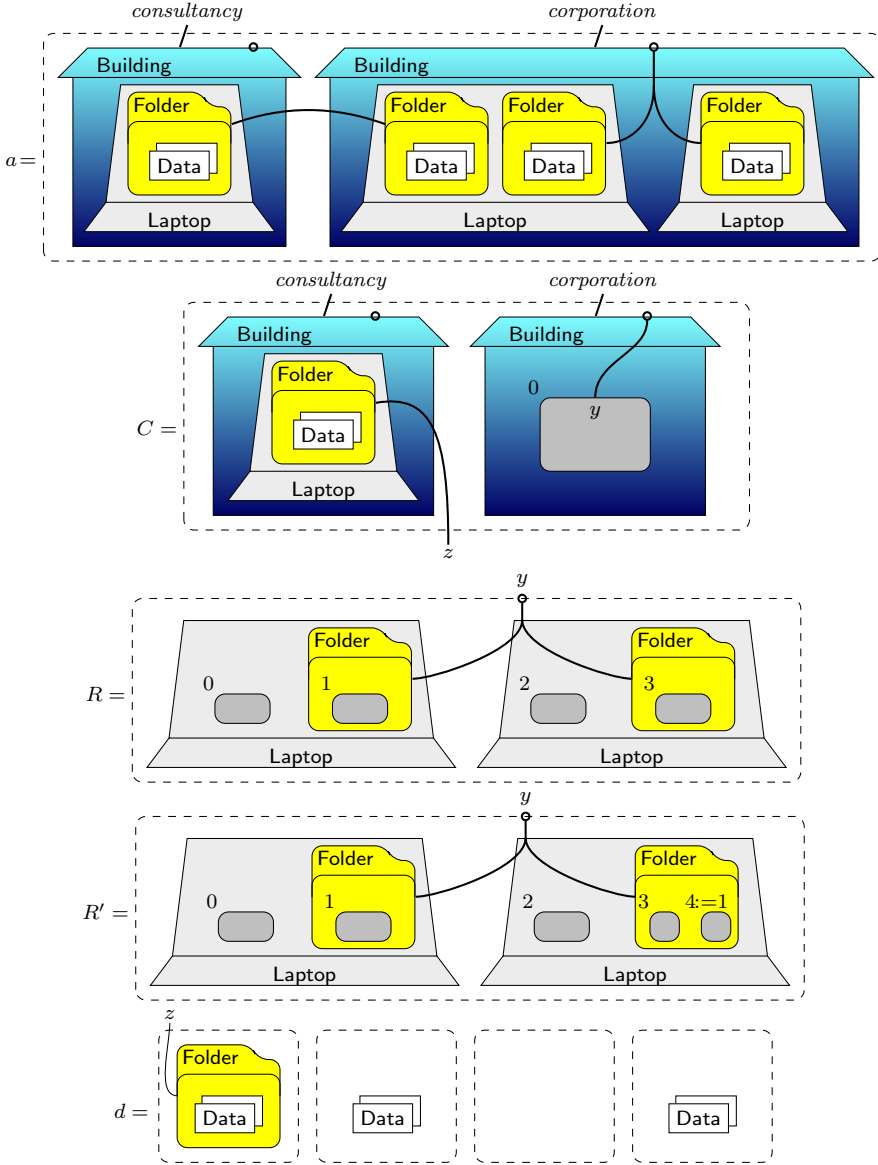 consultancy corporation
Building Building
Folder Folder Folder Folder
a =
Data Data Data Data
Laptop Laptop Laptop
consultancy corporation
Building Building
Folder
0
y
C =
Data
Laptop
z
y
Folder Folder
0 1 2 3
R =
Laptop Laptop
y
Folder Folder
0 1 2 3 4:=1
R′ =
Laptop Laptop
z
Folder
d =
Data Data Data